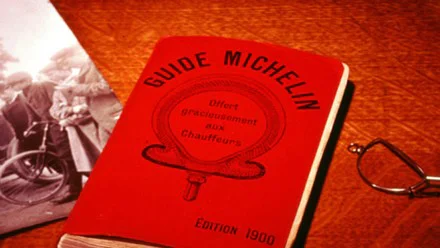 GUIDE MICHELIN
Offert
gracieusement
aux
Chauffeurs
ÉDITION 1900